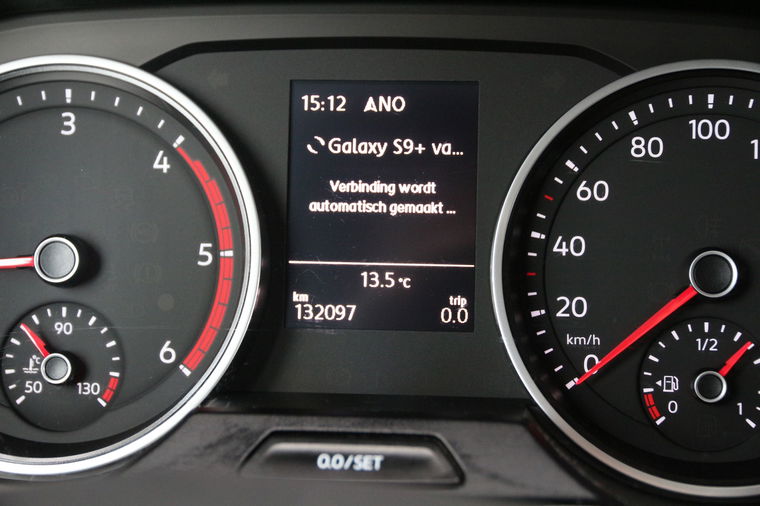 15:12 ANO
Galaxy S9+ va...
Verbinding wordt
automatisch gemaakt ...
13.5 °C
km
132097
trip
0.0
3
4
5
6
50
90
130
°C
0
20
40
60
80
100
1
km/h
0
1/2
1
0.0/SET